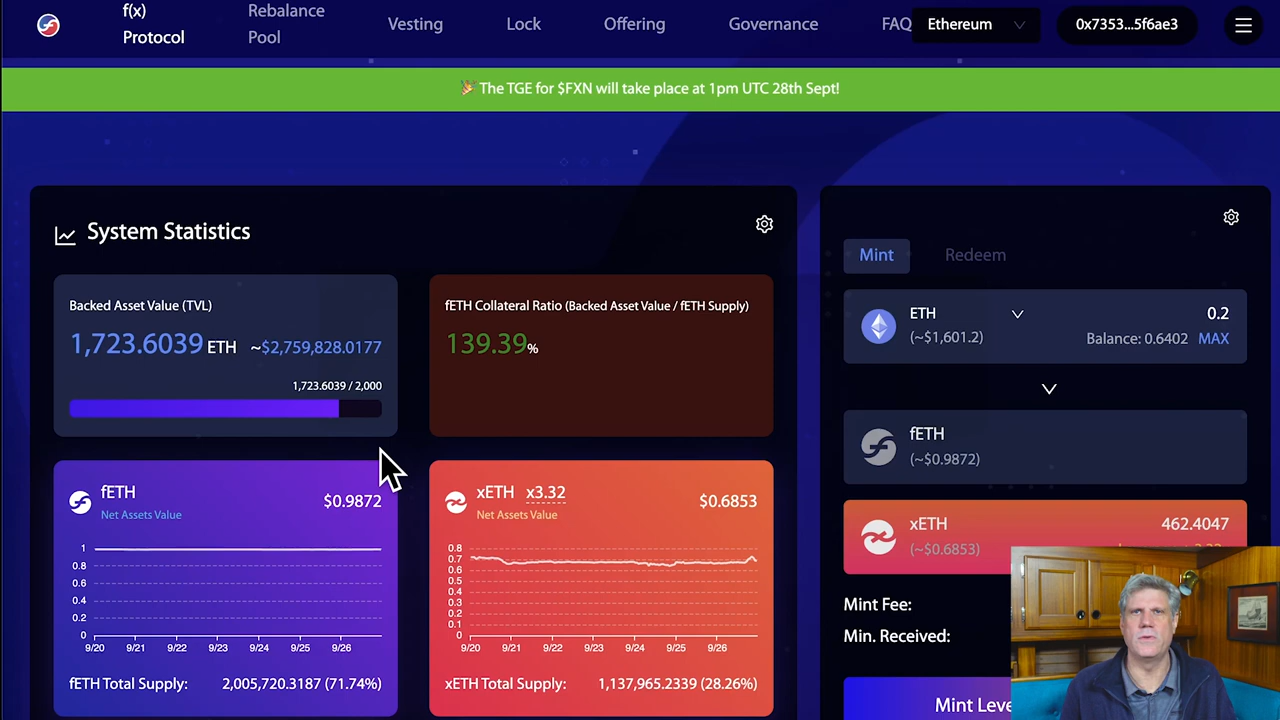 f(x)
Protocol
Rebalance
Pool
Vesting
Lock
Offering
Governance
FAQ
Ethereum
0x7353...5f6ae3
🎉 The TGE for $FXN will take place at 1pm UTC 28th Sept!
System Statistics
Backed Asset Value (TVL)
1,723.6039 ETH ~$2,759,828.0177
1,723.6039 / 2,000
fETH Collateral Ratio (Backed Asset Value / fETH Supply)
139.39%
fETH
Net Assets Value
$0.9872
1
0.8
0.6
0.4
0.2
0
9/20 9/21 9/22 9/23 9/24 9/25 9/26
fETH Total Supply: 2,005,720.3187 (71.74%)
xETH x3.32
Net Assets Value
$0.6853
0.8
0.7
0.6
0.5
0.4
0.3
0.2
0.1
0
9/20 9/21 9/22 9/23 9/24 9/25 9/26
xETH Total Supply: 1,137,965.2339 (28.26%)
Mint Redeem
ETH
(~$1,601.2)
0.2
Balance: 0.6402 MAX
fETH
(~$0.9872)
xETH
(~$0.6853)
462.4047
Mint Fee:
Min. Received:
Mint Leve